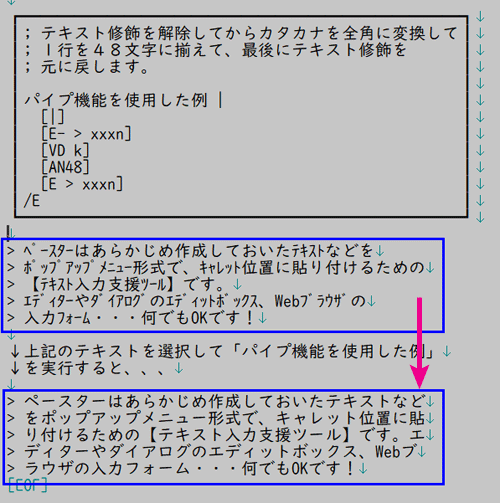 ; テキスト修飾を解除してからカタカナを全角に変換して↓
; 1行を48文字に揃えて、最後にテキスト修飾を↓
; 元に戻します。↓
↓
パイプ機能を使用した例 |↓
[|]↓
[E- > xxxn]↓
[VD k]↓
[AN48]↓
[E > xxxn]↓
/E↓
↓
> ﾍﾟｰｽﾀｰはあらかじめ作成しておいたﾃｷｽﾄなどを↓
> ﾎﾟｯﾌﾟｱｯﾌﾟﾒﾆｭｰ形式で、ｷｬﾚｯﾄ位置に貼り付けるための↓
> 【ﾃｷｽﾄ入力支援ﾂｰﾙ】です。↓
> ｴﾃﾞｨﾀｰやﾀﾞｲｱﾛｸﾞのｴﾃﾞｨｯﾄﾎﾞｯｸｽ、Webﾌﾞﾗｳｻﾞの↓
> 入力ﾌｫｰﾑ・・・何でもOKです！↓
↓
↓上記のテキストを選択して「パイプ機能を使用した例」↓
↓を実行すると、、、↓
↓
> ペースターはあらかじめ作成しておいたテキストなど↓
> をポップアップメニュー形式で、キャレット位置に貼↓
> り付けるための【テキスト入力支援ツール】です。エ↓
> ディターやダイアログのエディットボックス、Webブ↓
> ラウザの入力フォーム・・・何でもOKです！↓
[EOF]